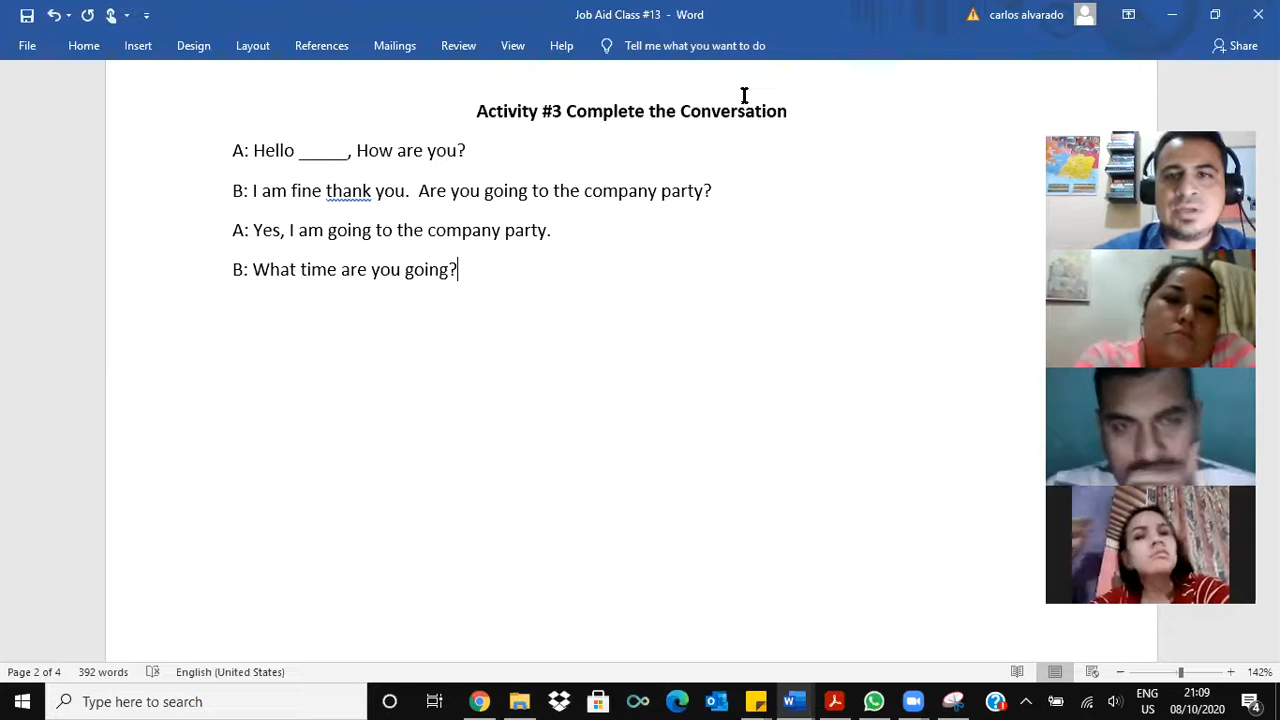 Job Aid Class #13 - Word
carlos alvarado
File Home Insert Design Layout References Mailings Review View Help Tell me what you want to do Share
Activity #3 Complete the Conversation
A: Hello _____, How are you?
B: I am fine thank you. Are you going to the company party?
A: Yes, I am going to the company party.
B: What time are you going?
Page 2 of 4 392 words English (United States) 142%
Type here to search
ENG 21:09
US 08/10/2020